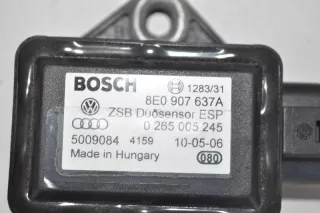 BOSCH 1283/31
8E0 907 637A
ZSB Duosensor ESP
0 265 005 245
5009084 4159 10-05-06
Made in Hungary 080